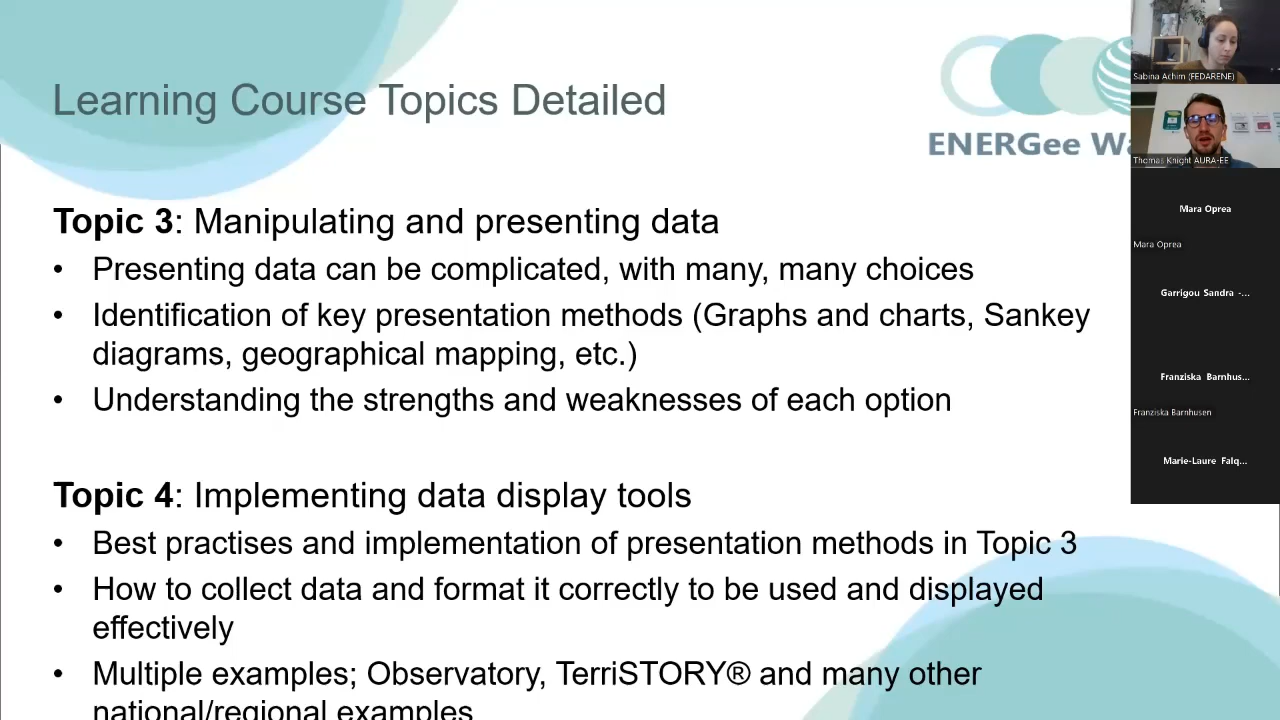 Learning Course Topics Detailed
ENERGee Wa
Topic 3: Manipulating and presenting data
• Presenting data can be complicated, with many, many choices
• Identification of key presentation methods (Graphs and charts, Sankey
diagrams, geographical mapping, etc.)
• Understanding the strengths and weaknesses of each option
Topic 4: Implementing data display tools
• Best practises and implementation of presentation methods in Topic 3
• How to collect data and format it correctly to be used and displayed
effectively
• Multiple examples; Observatory, TerriSTORY® and many other
national/regional examples
Sabina Achim (FEDARENE)
Thomas Knight AURA-EE
Mara Oprea
Mara Oprea
Garrigou Sandra -...
Franziska Barnhus...
Franziska Barnhusen
Marie-Laure Falq...